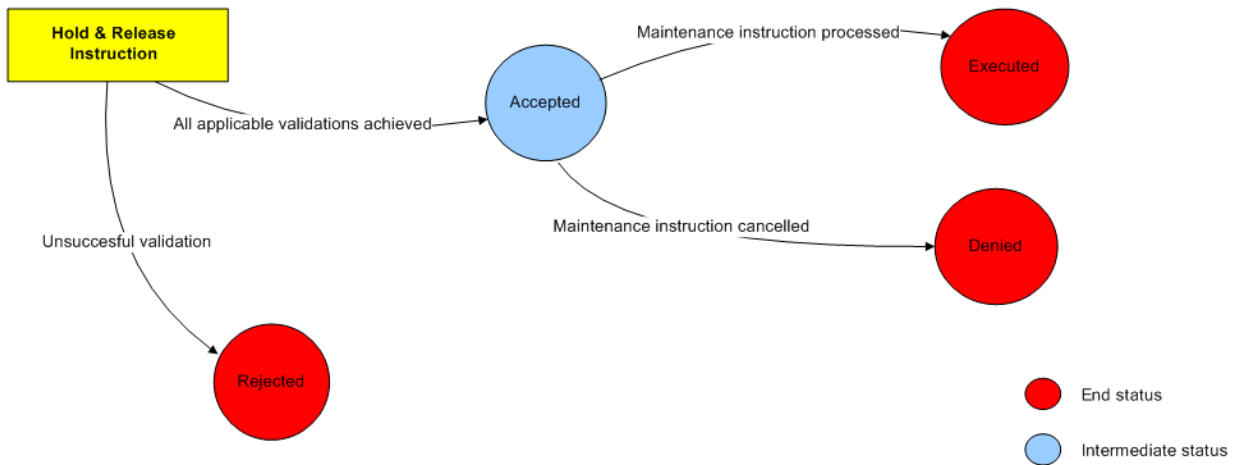 Hold & Release
Instruction
Maintenance instruction processed
Executed
Accepted
All applicable validations achieved
Maintenance instruction cancelled
Unsuccesful validation
Denied
Rejected
End status
Intermediate status